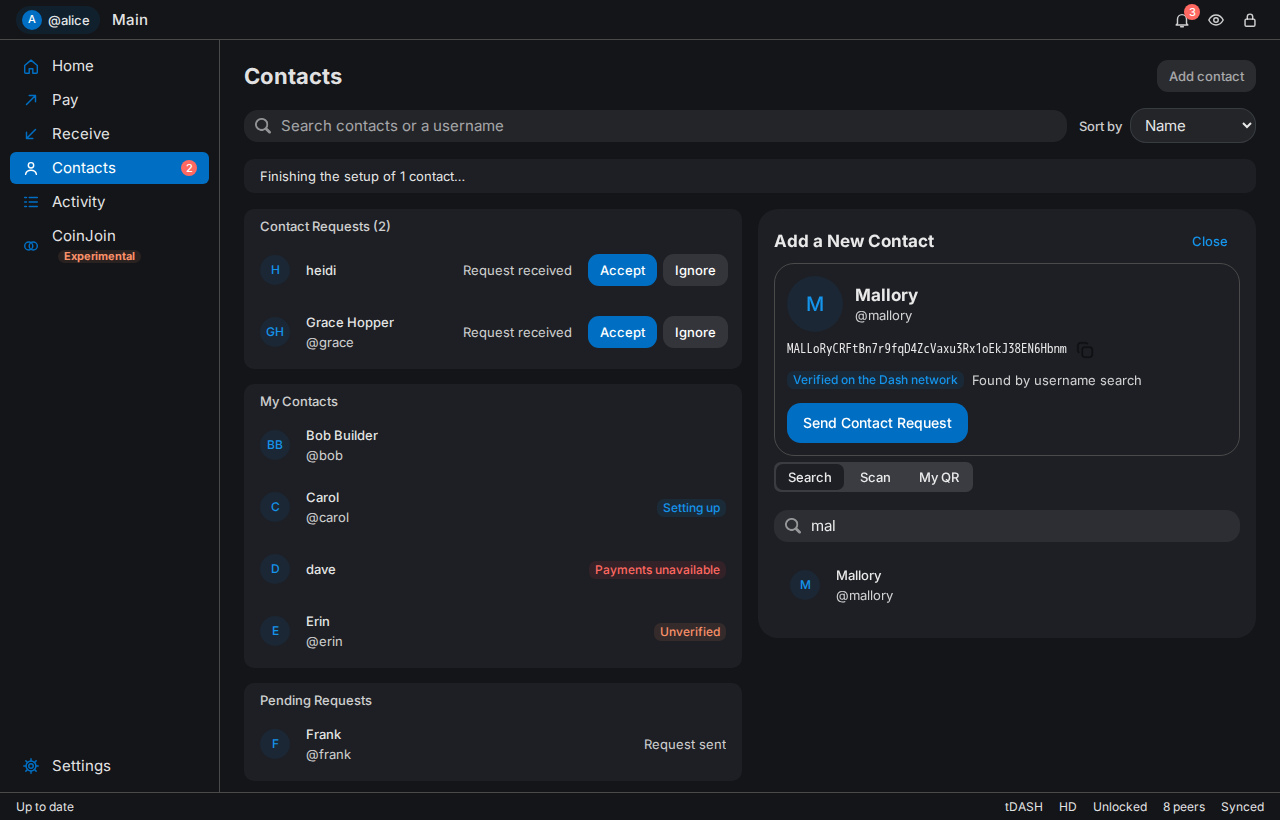 A @alice Main 3
Home
Pay
Receive
Contacts 2
Activity
CoinJoin
Experimental
Settings
Contacts
Add contact
Search contacts or a username
Sort by Name
Finishing the setup of 1 contact...
Contact Requests (2)
H heidi Request received Accept Ignore
GH Grace Hopper
@grace
Request received Accept Ignore
My Contacts
BB Bob Builder
@bob
C Carol
@carol
Setting up
D dave Payments unavailable
E Erin
@erin
Unverified
Pending Requests
F Frank
@frank
Request sent
Add a New Contact Close
M Mallory
@mallory
MALLoRyCRFtBn7r9fqD4ZcVaxu3Rx1oEkJ38EN6Hbnm
Verified on the Dash network Found by username search
Send Contact Request
Search Scan My QR
mal
M Mallory
@mallory
Up to date tDASH HD Unlocked 8 peers Synced